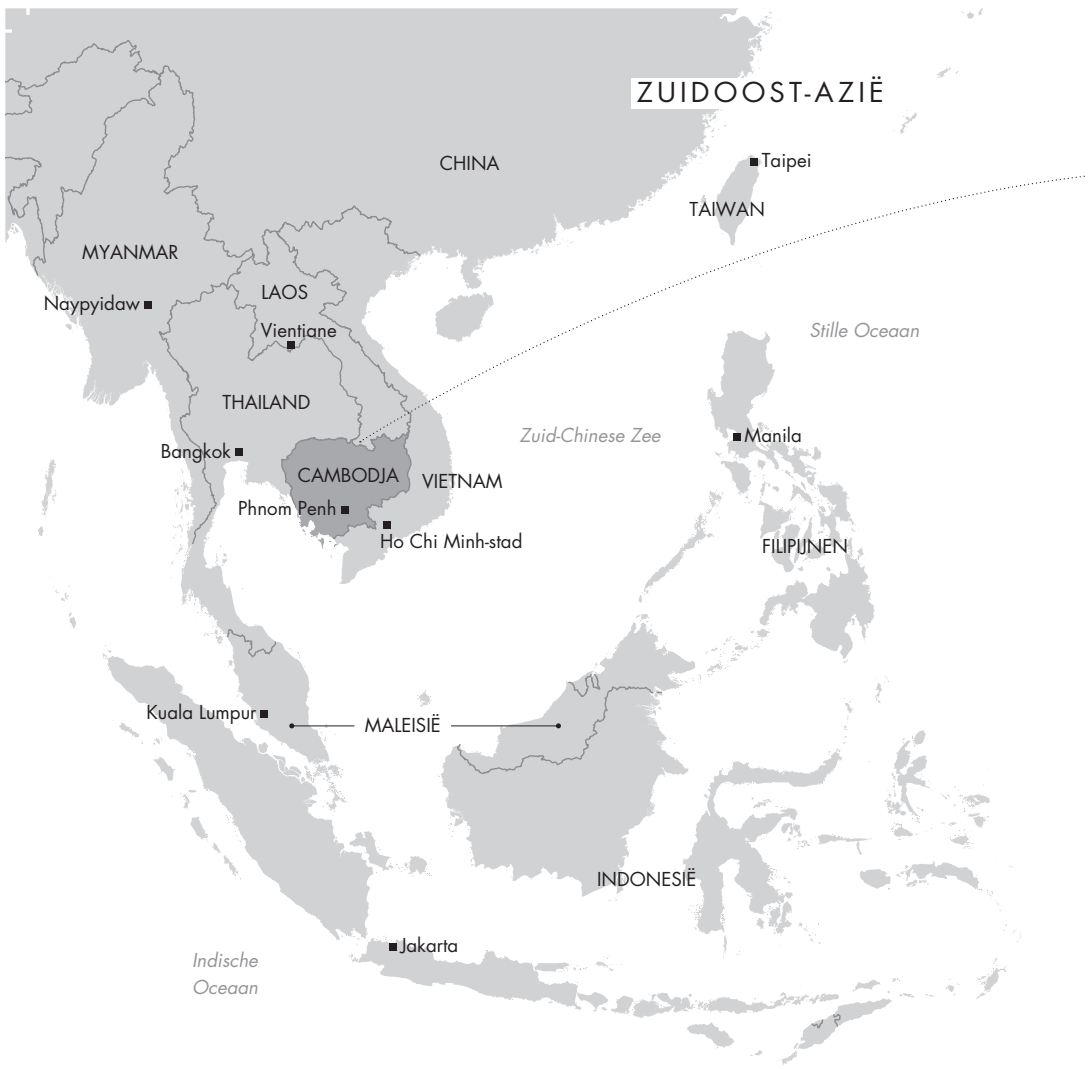 ZUIDOOST-AZIË
CHINA
Taipei
TAIWAN
MYANMAR
LAOS
Naypyidaw
Vientiane
Stille Oceaan
THAILAND
Zuid-Chinese Zee
Manila
Bangkok
CAMBODJA
VIETNAM
Phnom Penh
Ho Chi Minh-stad
FILIPIJNEN
Kuala Lumpur
MALEISIË
INDONESIË
Jakarta
Indische
Oceaan